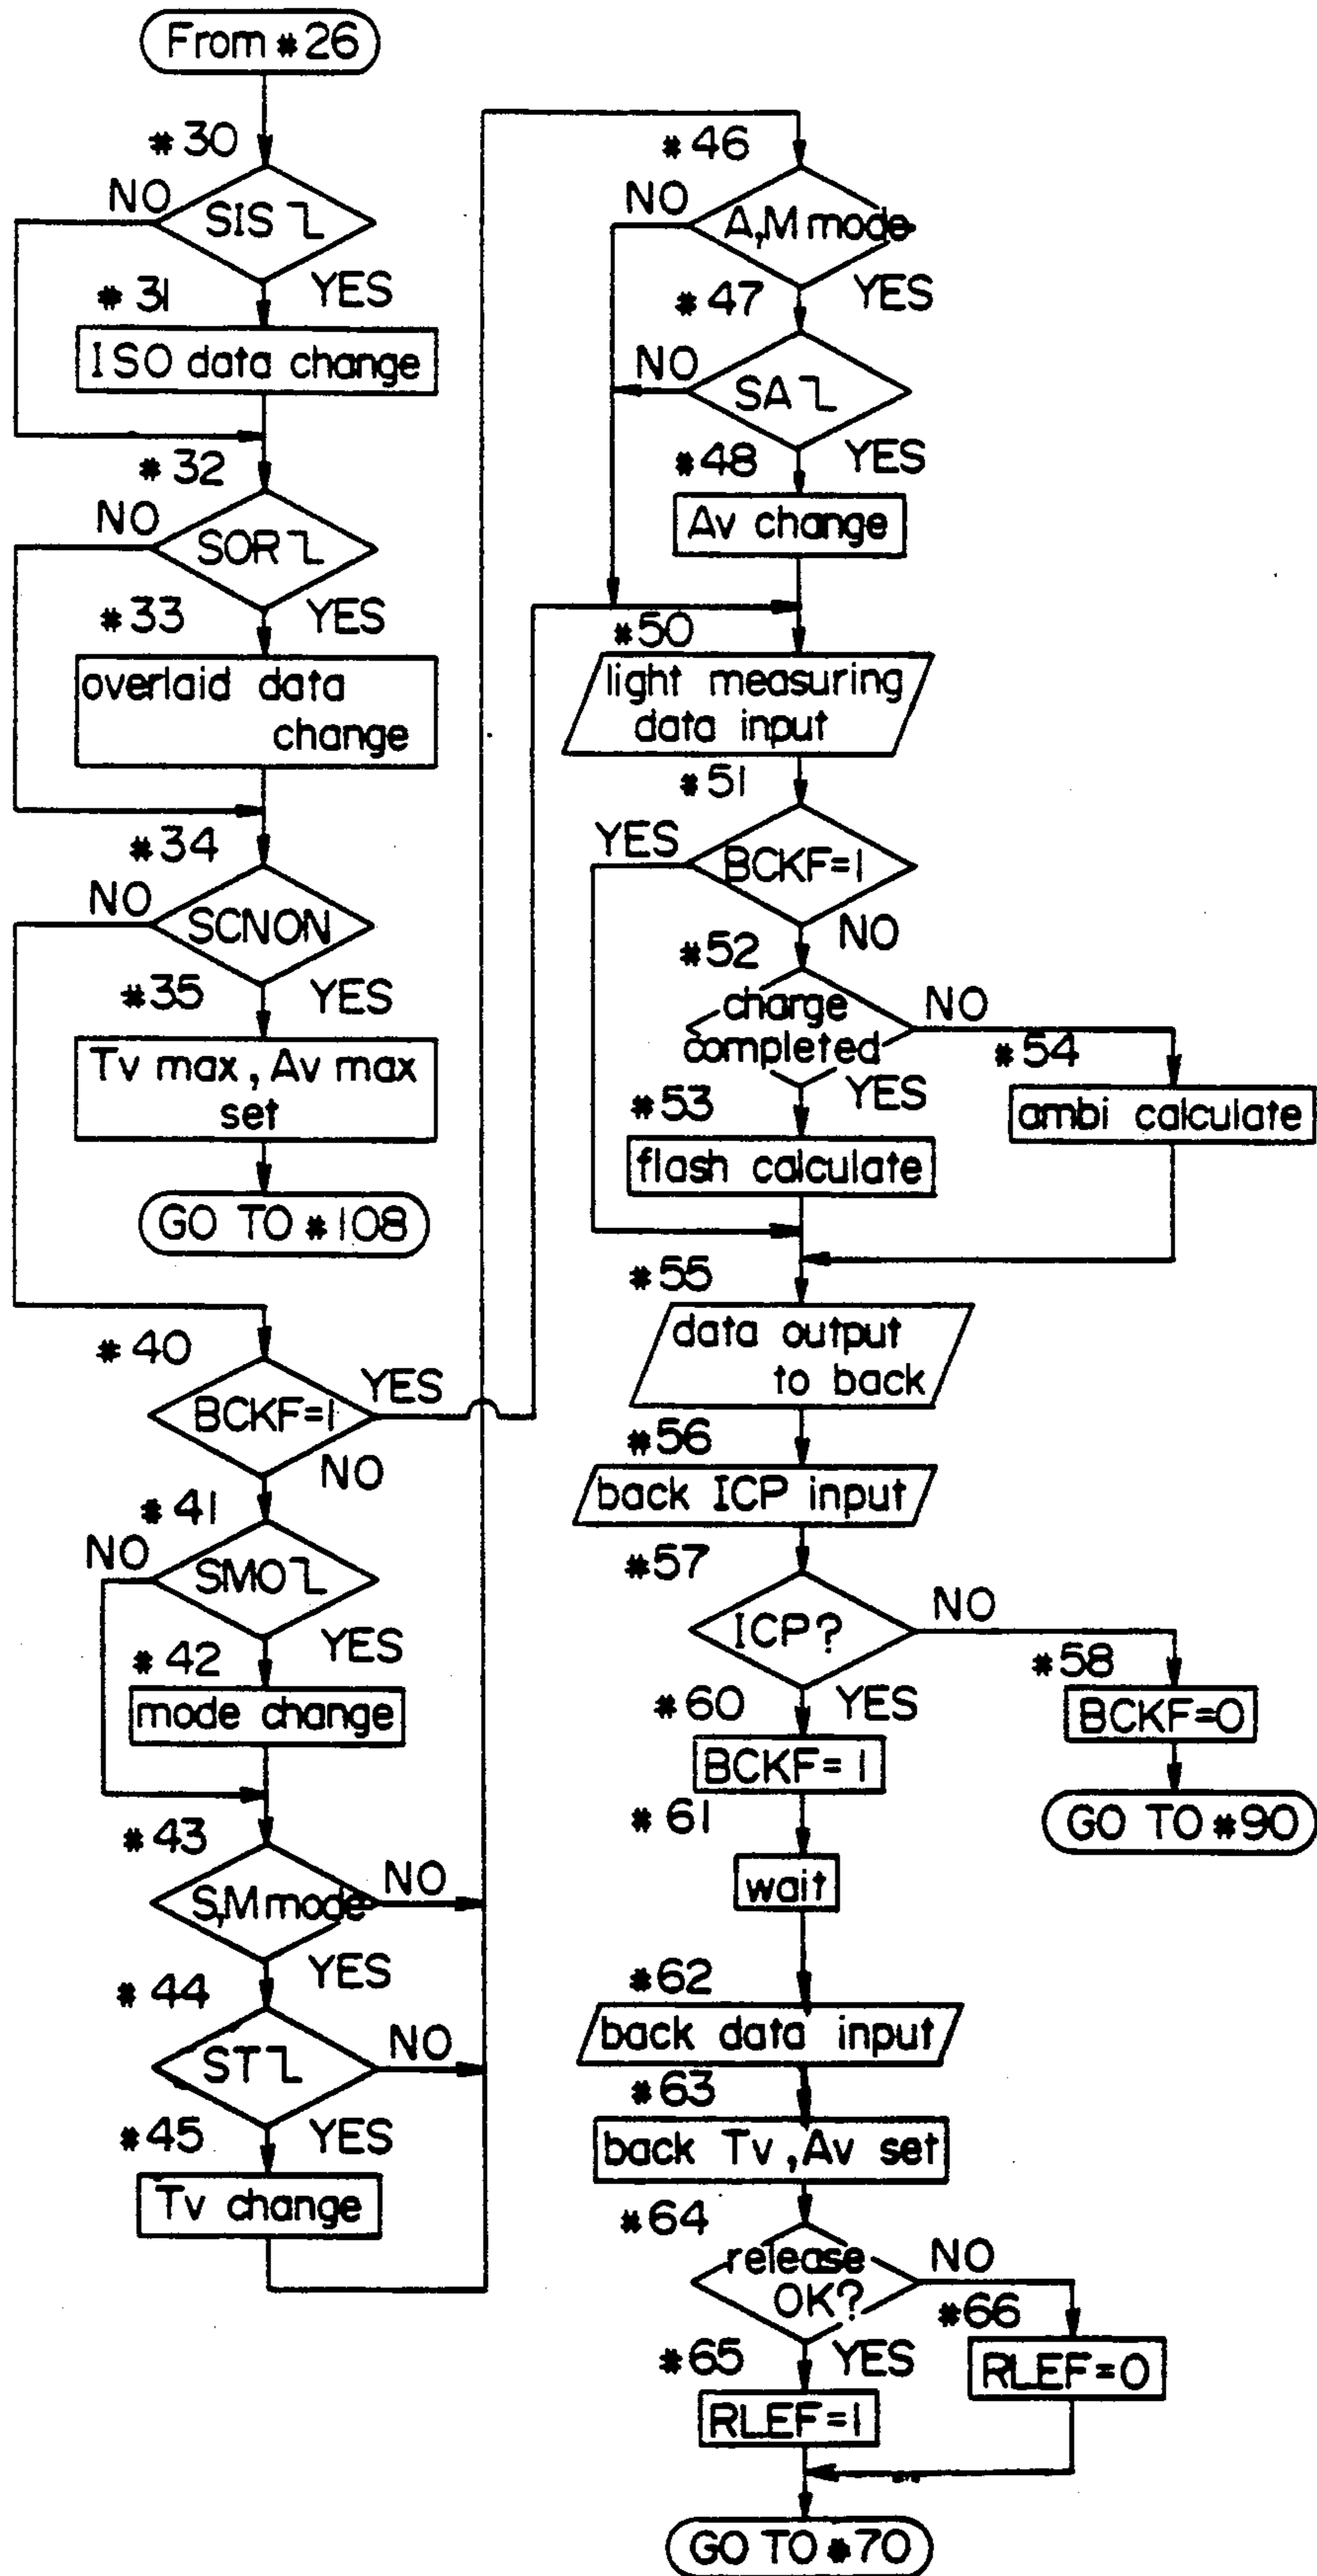 From #26
#30
NO
SIS
YES
#31
ISO data change
#32
NO
SOR
YES
#33
overlaid data
change
#34
NO
SCNON
#35
YES
Tv max, Av max
set
GO TO #108
#40
YES
BCKF=1
NO
#41
NO
SMO
YES
#42
mode change
#43
S,M mode
NO
YES
#44
ST
NO
YES
#45
Tv change
#46
NO
A,M mode
YES
#47
NO
SA
YES
#48
Av change
#50
light measuring
data input
#51
YES
BCKF=1
NO
#52
charge
completed
NO
YES
#53
flash calculate
#54
ambi calculate
#55
data output
to back
#56
back ICP input
#57
ICP?
NO
YES
#58
BCKF=0
GO TO #90
#60
BCKF=1
#61
wait
#62
back data input
#63
back Tv, Av set
#64
release
OK?
NO
YES
#66
RLEF=0
#65
RLEF=1
GO TO #70